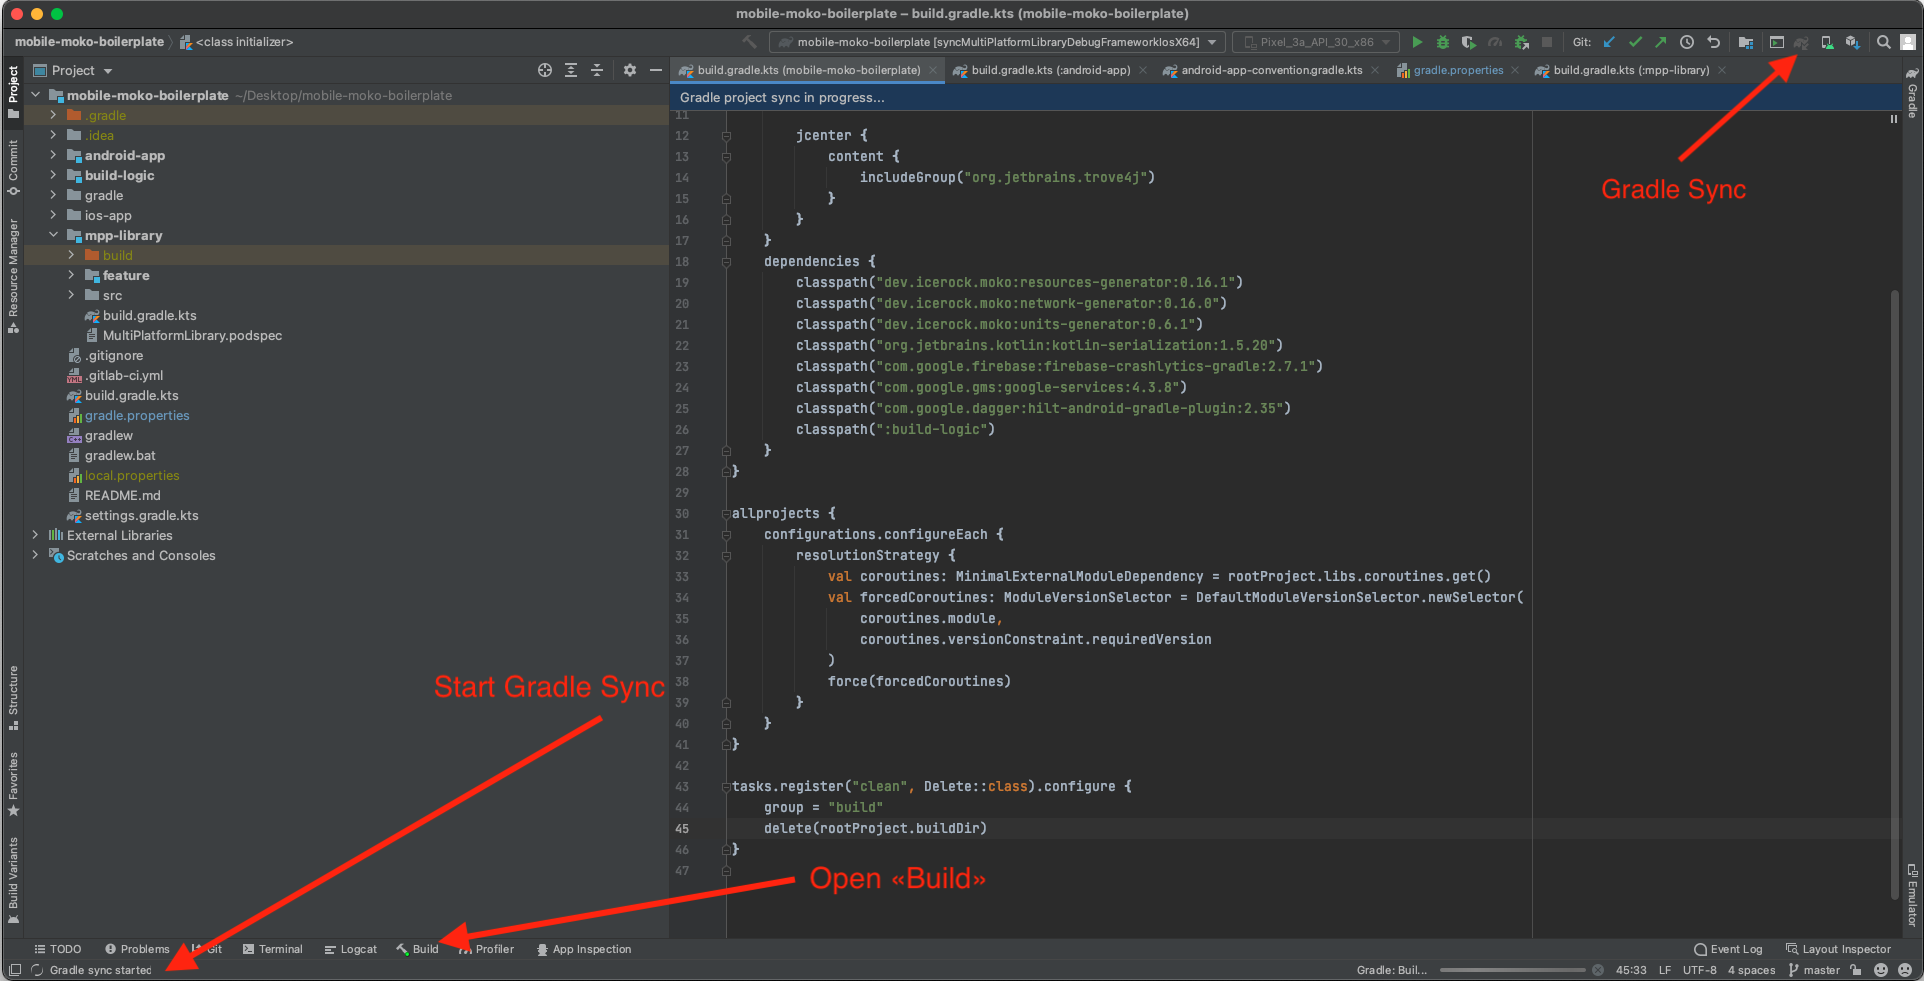 mobile-moko-boilerplate – build.gradle.kts (mobile-moko-boilerplate)
mobile-moko-boilerplate
<class initializer>
mobile-moko-boilerplate [syncMultiPlatformLibraryDebugFrameworkIosX64]
Pixel_3a_API_30_x86
Git:
Project
build.gradle.kts (mobile-moko-boilerplate)
build.gradle.kts (:android-app)
android-app-convention.gradle.kts
gradle.properties
build.gradle.kts (:mpp-library)
Gradle project sync in progress...
Project
Commit
Resource Manager
Structure
Favorites
Build Variants
mobile-moko-boilerplate ~/Desktop/mobile-moko-boilerplate
.gradle
.idea
android-app
build-logic
gradle
ios-app
mpp-library
build
feature
src
build.gradle.kts
MultiPlatformLibrary.podspec
.gitignore
.gitlab-ci.yml
build.gradle.kts
gradle.properties
gradlew
gradlew.bat
local.properties
README.md
settings.gradle.kts
External Libraries
Scratches and Consoles
11
12 jcenter {
13 content {
14 includeGroup("org.jetbrains.trove4j")
15 }
16 }
17 }
18 dependencies {
19 classpath("dev.icerock.moko:resources-generator:0.16.1")
20 classpath("dev.icerock.moko:network-generator:0.16.0")
21 classpath("dev.icerock.moko:units-generator:0.6.1")
22 classpath("org.jetbrains.kotlin:kotlin-serialization:1.5.20")
23 classpath("com.google.firebase:firebase-crashlytics-gradle:2.7.1")
24 classpath("com.google.gms:google-services:4.3.8")
25 classpath("com.google.dagger:hilt-android-gradle-plugin:2.35")
26 classpath(":build-logic")
27 }
28 }
29
30 allprojects {
31 configurations.configureEach {
32 resolutionStrategy {
33 val coroutines: MinimalExternalModuleDependency = rootProject.libs.coroutines.get()
34 val forcedCoroutines: ModuleVersionSelector = DefaultModuleVersionSelector.newSelector(
35 coroutines.module,
36 coroutines.versionConstraint.requiredVersion
37 )
38 force(forcedCoroutines)
39 }
40 }
41 }
42
43 tasks.register("clean", Delete::class).configure {
44 group = "build"
45 delete(rootProject.buildDir)
46 }
47
Gradle Sync
Start Gradle Sync
Open «Build»
Gradle
Emulator
TODO
Problems
Git
Terminal
Logcat
Build
Profiler
App Inspection
Event Log
Layout Inspector
Gradle sync started
Gradle: Buil...
45:33
LF
UTF-8
4 spaces
master